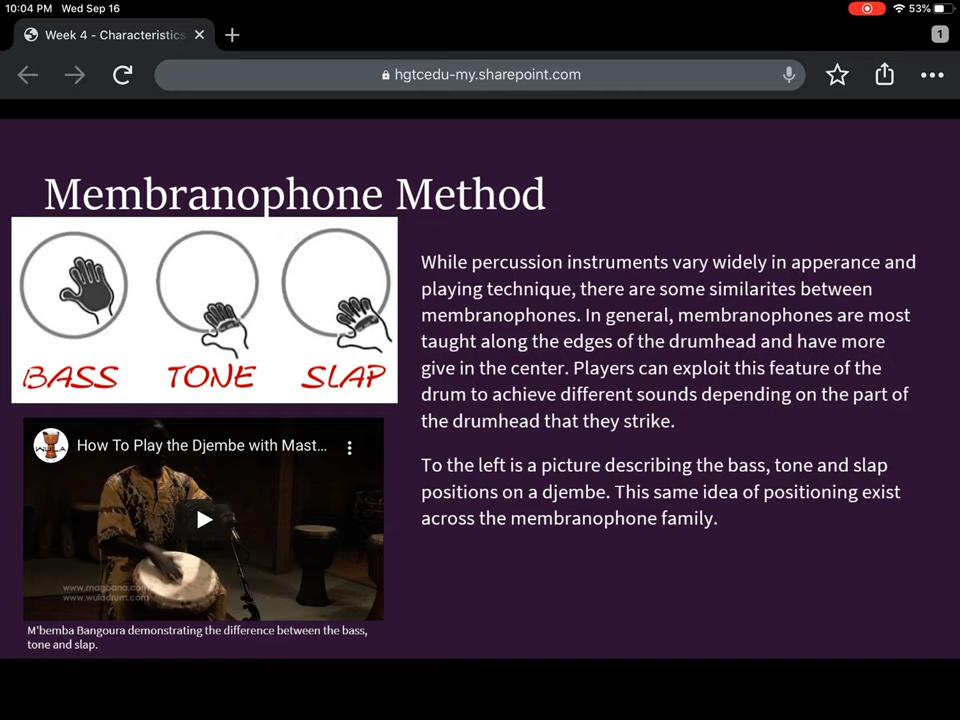 10:04 PM Wed Sep 16
53%
Week 4 - Characteristics
1
hgtcedu-my.sharepoint.com
Membranophone Method
BASS TONE SLAP
While percussion instruments vary widely in apperance and
playing technique, there are some similarites between
membranophones. In general, membranophones are most
taught along the edges of the drumhead and have more
give in the center. Players can exploit this feature of the
drum to achieve different sounds depending on the part of
the drumhead that they strike.
To the left is a picture describing the bass, tone and slap
positions on a djembe. This same idea of positioning exist
across the membranophone family.
WULA
How To Play the Djembe with Mast...
www.magbana.com
www.wuladrum.com
M'bemba Bangoura demonstrating the difference between the bass,
tone and slap.